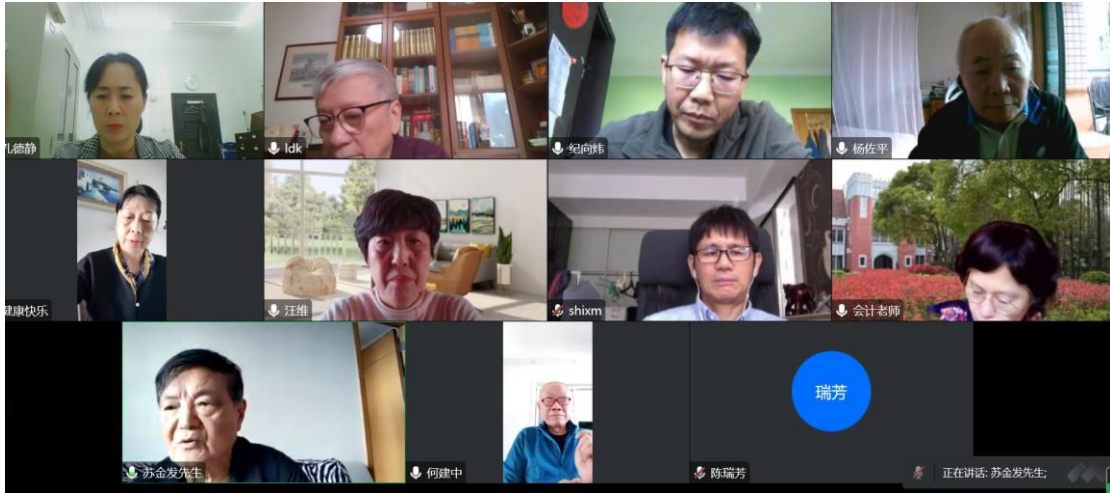 孔德静
ldk
纪向炜
杨佐平
健康快乐
汪维
shixm
会计老师
苏金发先生
何建中
瑞芳
陈瑞芳
正在讲话: 苏金发先生;